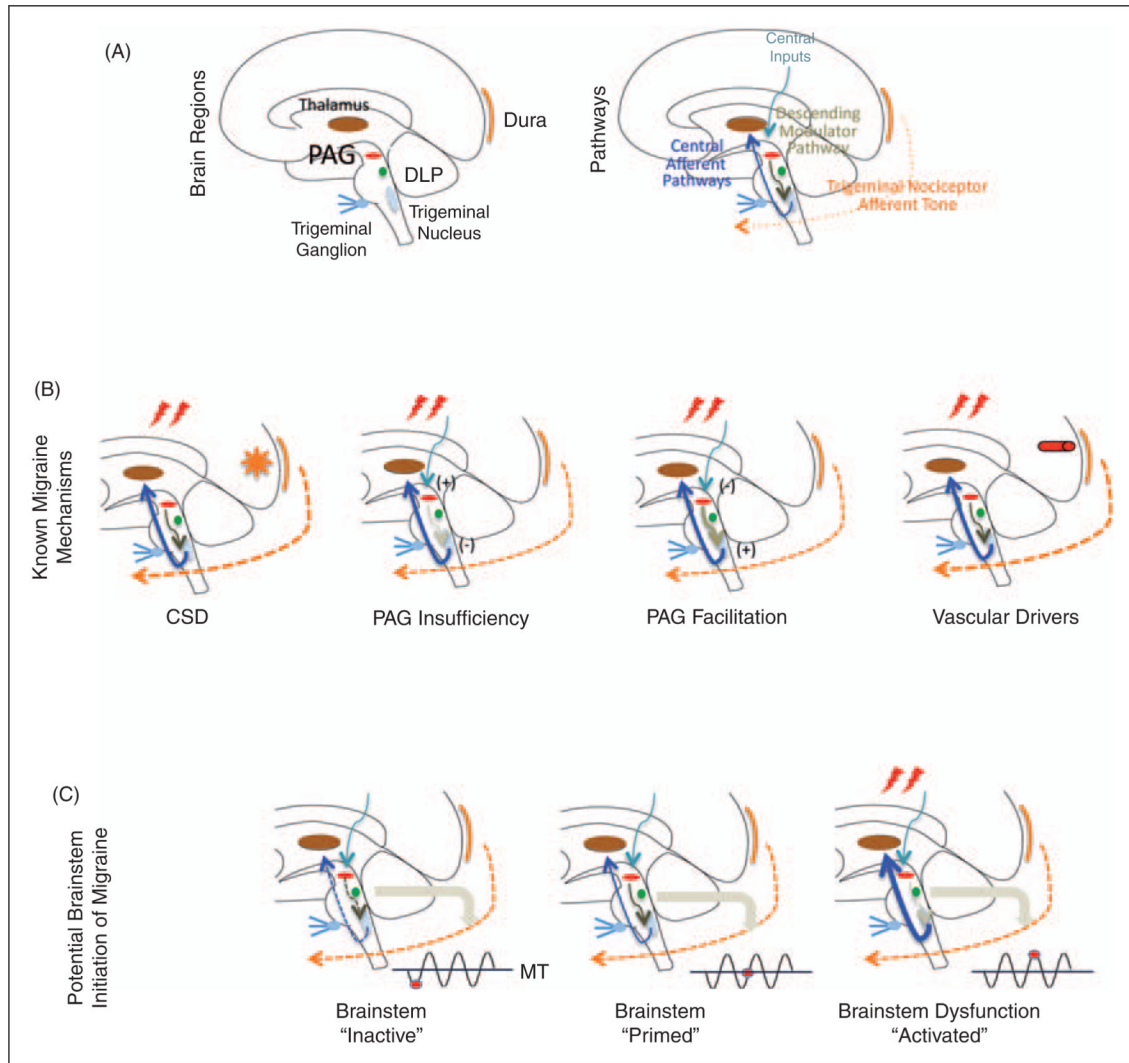 (A)
Brain Regions
Thalamus
PAG
DLP
Dura
Trigeminal
Ganglion
Trigeminal
Nucleus
Pathways
Central
Inputs
Descending
Modulator
Pathway
Central
Afferent
Pathways
Trigeminal Nociceptor
Afferent Tone
(B)
Known Migraine
Mechanisms
CSD
(+)
(-)
PAG Insufficiency
(-)
(+)
PAG Facilitation
Vascular Drivers
(C)
Potential Brainstem
Initiation of Migraine
MT
Brainstem
“Inactive”
Brainstem
“Primed”
Brainstem Dysfunction
“Activated”